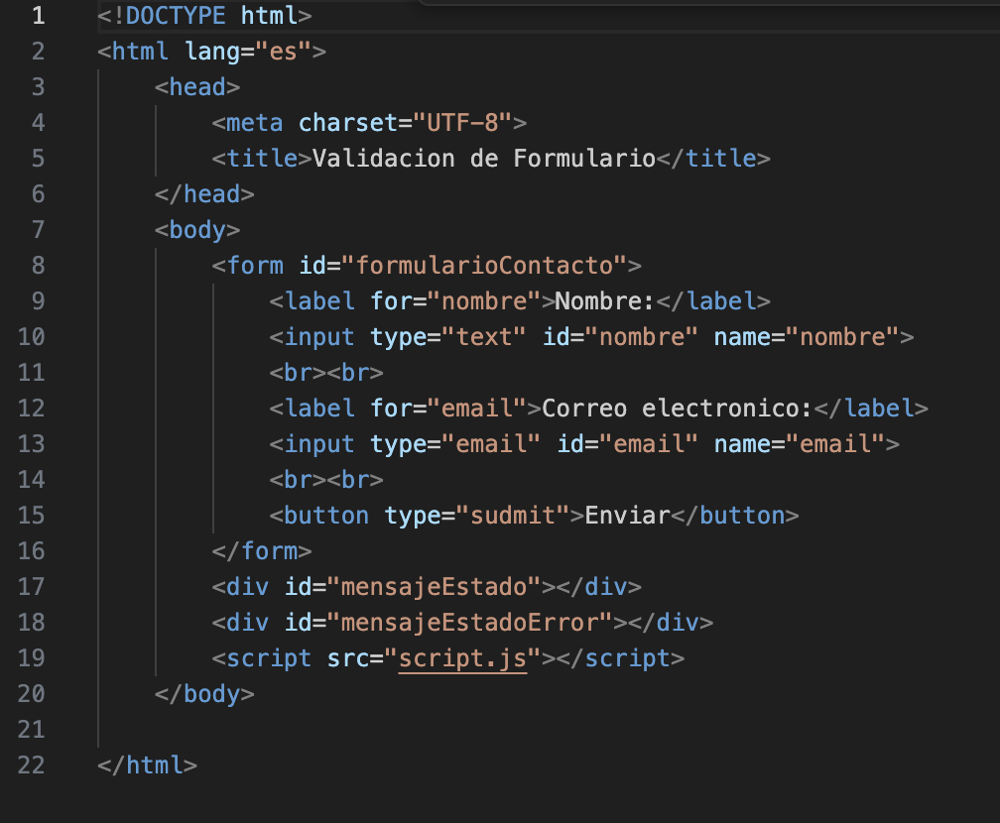 1 <!DOCTYPE html>
2 <html lang="es">
3 <head>
4 <meta charset="UTF-8">
5 <title>Validacion de Formulario</title>
6 </head>
7 <body>
8 <form id="formularioContacto">
9 <label for="nombre">Nombre:</label>
10 <input type="text" id="nombre" name="nombre">
11 <br><br>
12 <label for="email">Correo electronico:</label>
13 <input type="email" id="email" name="email">
14 <br><br>
15 <button type="sudmit">Enviar</button>
16 </form>
17 <div id="mensajeEstado"></div>
18 <div id="mensajeEstadoError"></div>
19 <script src="script.js"></script>
20 </body>
21
22 </html>